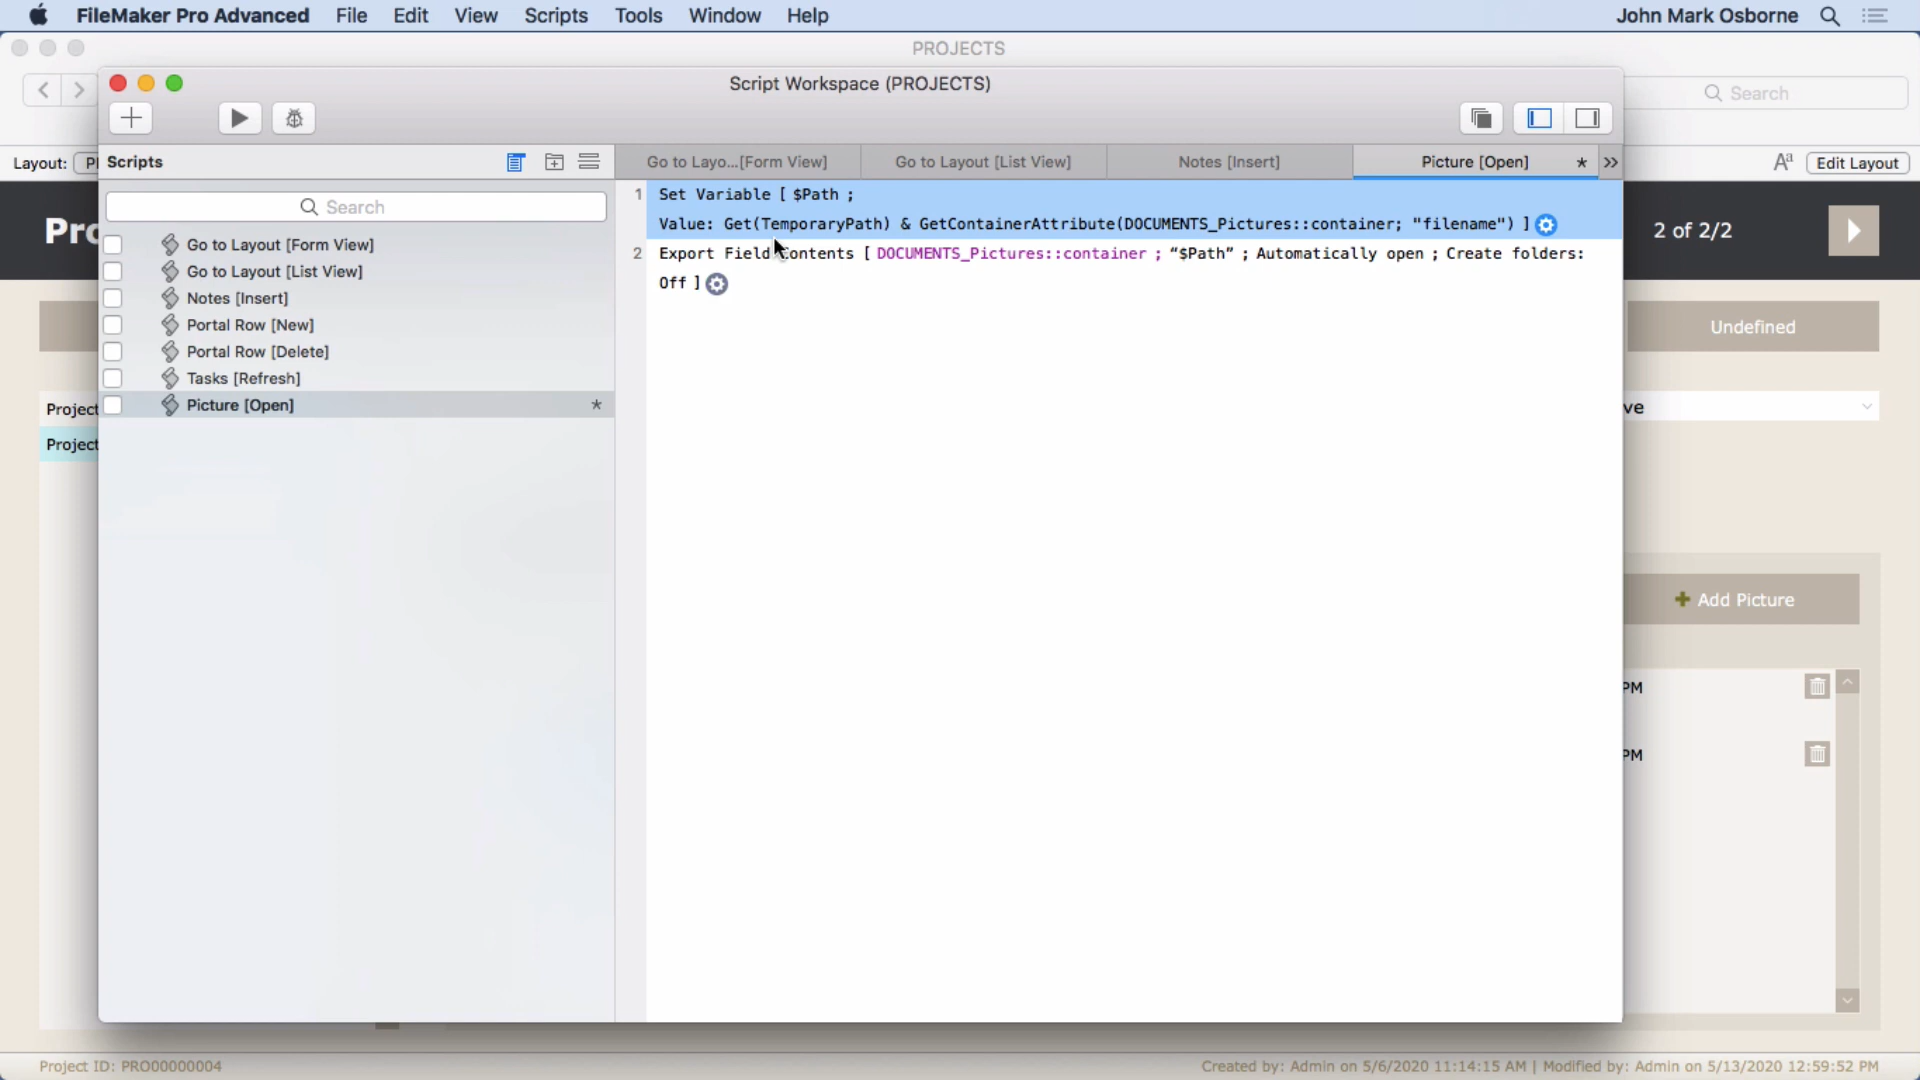 FileMaker Pro Advanced File Edit View Scripts Tools Window Help John Mark Osborne
PROJECTS
Script Workspace (PROJECTS)
Search
Layout:
Scripts
Go to Layo...[Form View] Go to Layout [List View] Notes [Insert] Picture [Open] * >>
Edit Layout
Search
Go to Layout [Form View]
Go to Layout [List View]
Notes [Insert]
Portal Row [New]
Portal Row [Delete]
Tasks [Refresh]
Picture [Open] *
1 Set Variable [ $Path ;
Value: Get(TemporaryPath) & GetContainerAttribute(DOCUMENTS_Pictures::container; "filename") ]
2 Export Field Contents [ DOCUMENTS_Pictures::container ; “$Path” ; Automatically open ; Create folders:
Off ]
2 of 2/2
Undefined
Project
Project
Add Picture
PM
PM
Project ID: PRO00000004
Created by: Admin on 5/6/2020 11:14:15 AM | Modified by: Admin on 5/13/2020 12:59:52 PM